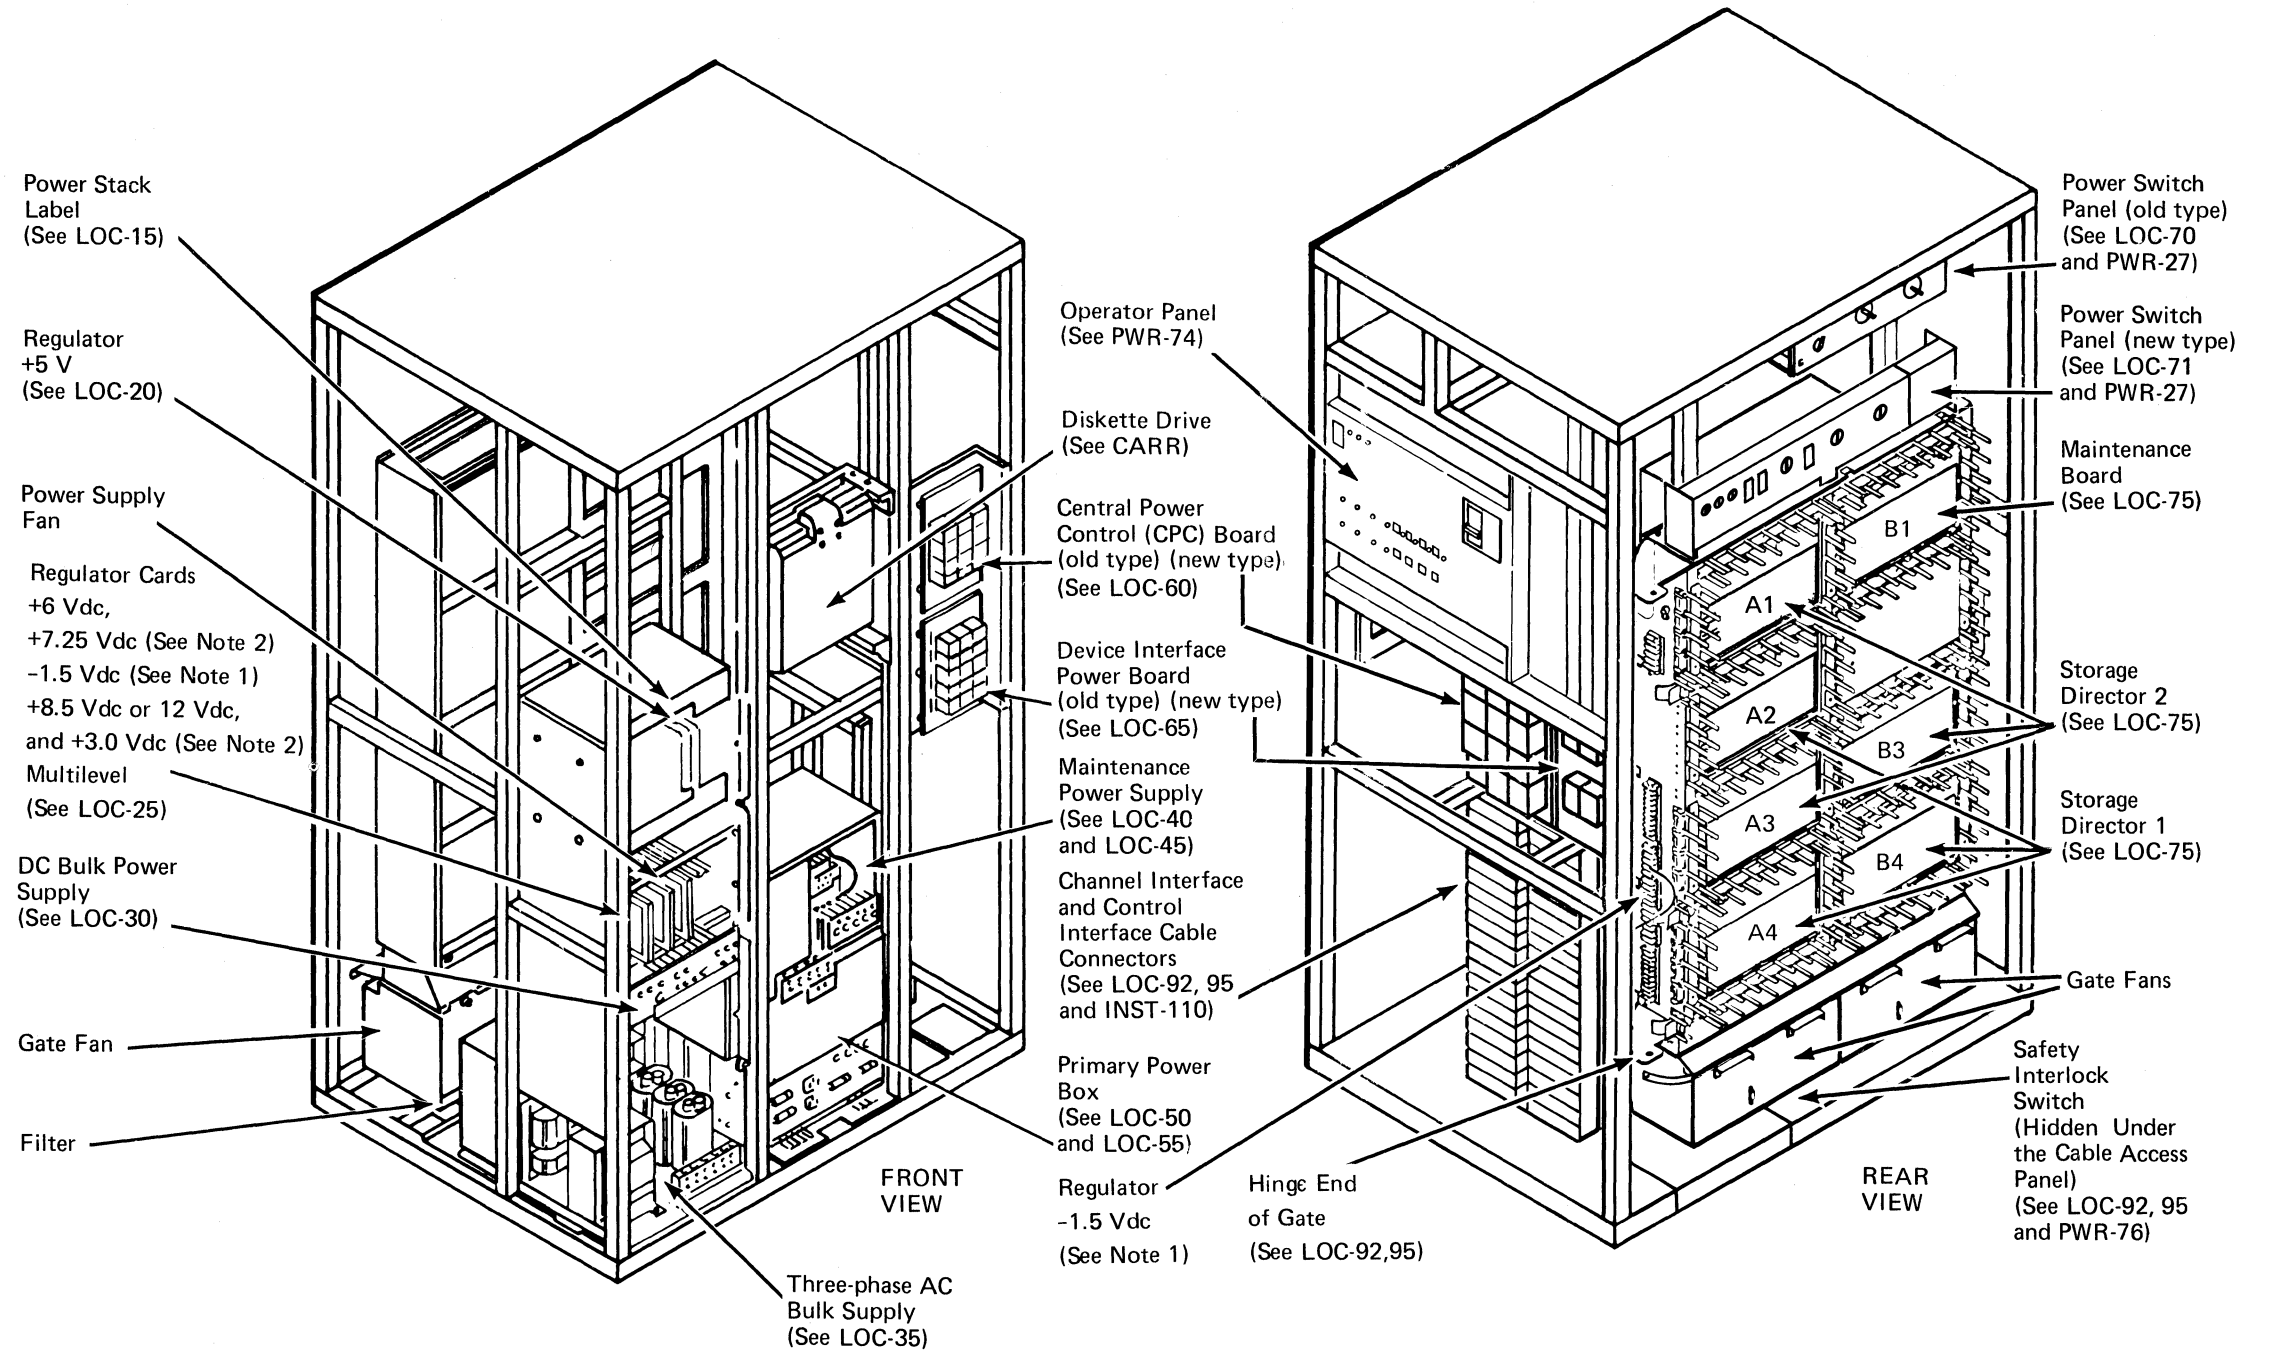 Power Stack
Label
(See LOC-15)
Regulator
+5 V
(See LOC-20)
Power Supply
Fan
Regulator Cards
+6 Vdc,
+7.25 Vdc (See Note 2)
-1.5 Vdc (See Note 1)
+8.5 Vdc or 12 Vdc,
and +3.0 Vdc (See Note 2)
Multilevel
(See LOC-25)
DC Bulk Power
Supply
(See LOC-30)
Gate Fan
Filter
FRONT
VIEW
Three-phase AC
Bulk Supply
(See LOC-35)
Operator Panel
(See PWR-74)
Diskette Drive
(See CARR)
Central Power
Control (CPC) Board
(old type) (new type)
(See LOC-60)
Device Interface
Power Board
(old type) (new type)
(See LOC-65)
Maintenance
Power Supply
(See LOC-40
and LOC-45)
Channel Interface
and Control
Interface Cable
Connectors
(See LOC-92, 95
and INST-110)
Primary Power
Box
(See LOC-50
and LOC-55)
Regulator
-1.5 Vdc
(See Note 1)
Hinge End
of Gate
(See LOC-92,95)
B1
A1
A2
B3
A3
B4
A4
Power Switch
Panel (old type)
(See LOC-70
and PWR-27)
Power Switch
Panel (new type)
(See LOC-71
and PWR-27)
Maintenance
Board
(See LOC-75)
Storage
Director 2
(See LOC-75)
Storage
Director 1
(See LOC-75)
Gate Fans
Safety
Interlock
Switch
(Hidden Under
the Cable Access
Panel)
(See LOC-92, 95
and PWR-76)
REAR
VIEW